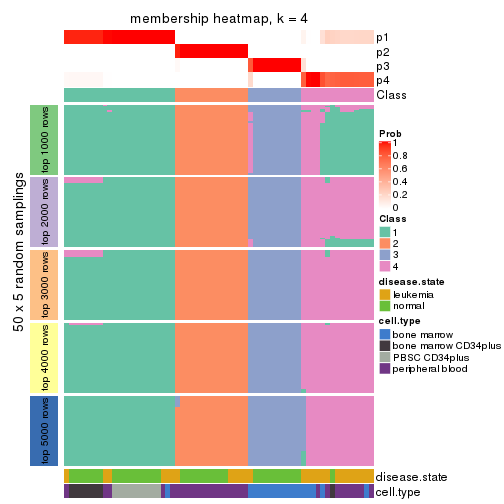 membership heatmap, k = 4
p1
p2
p3
p4
Class
50 x 5 random samplings
top 1000 rows
top 2000 rows
top 3000 rows
top 4000 rows
top 5000 rows
Prob
1
0.8
0.6
0.4
0.2
0
Class
1
2
3
4
disease.state
leukemia
normal
cell.type
bone marrow
bone marrow CD34plus
PBSC CD34plus
peripheral blood
disease.state
cell.type